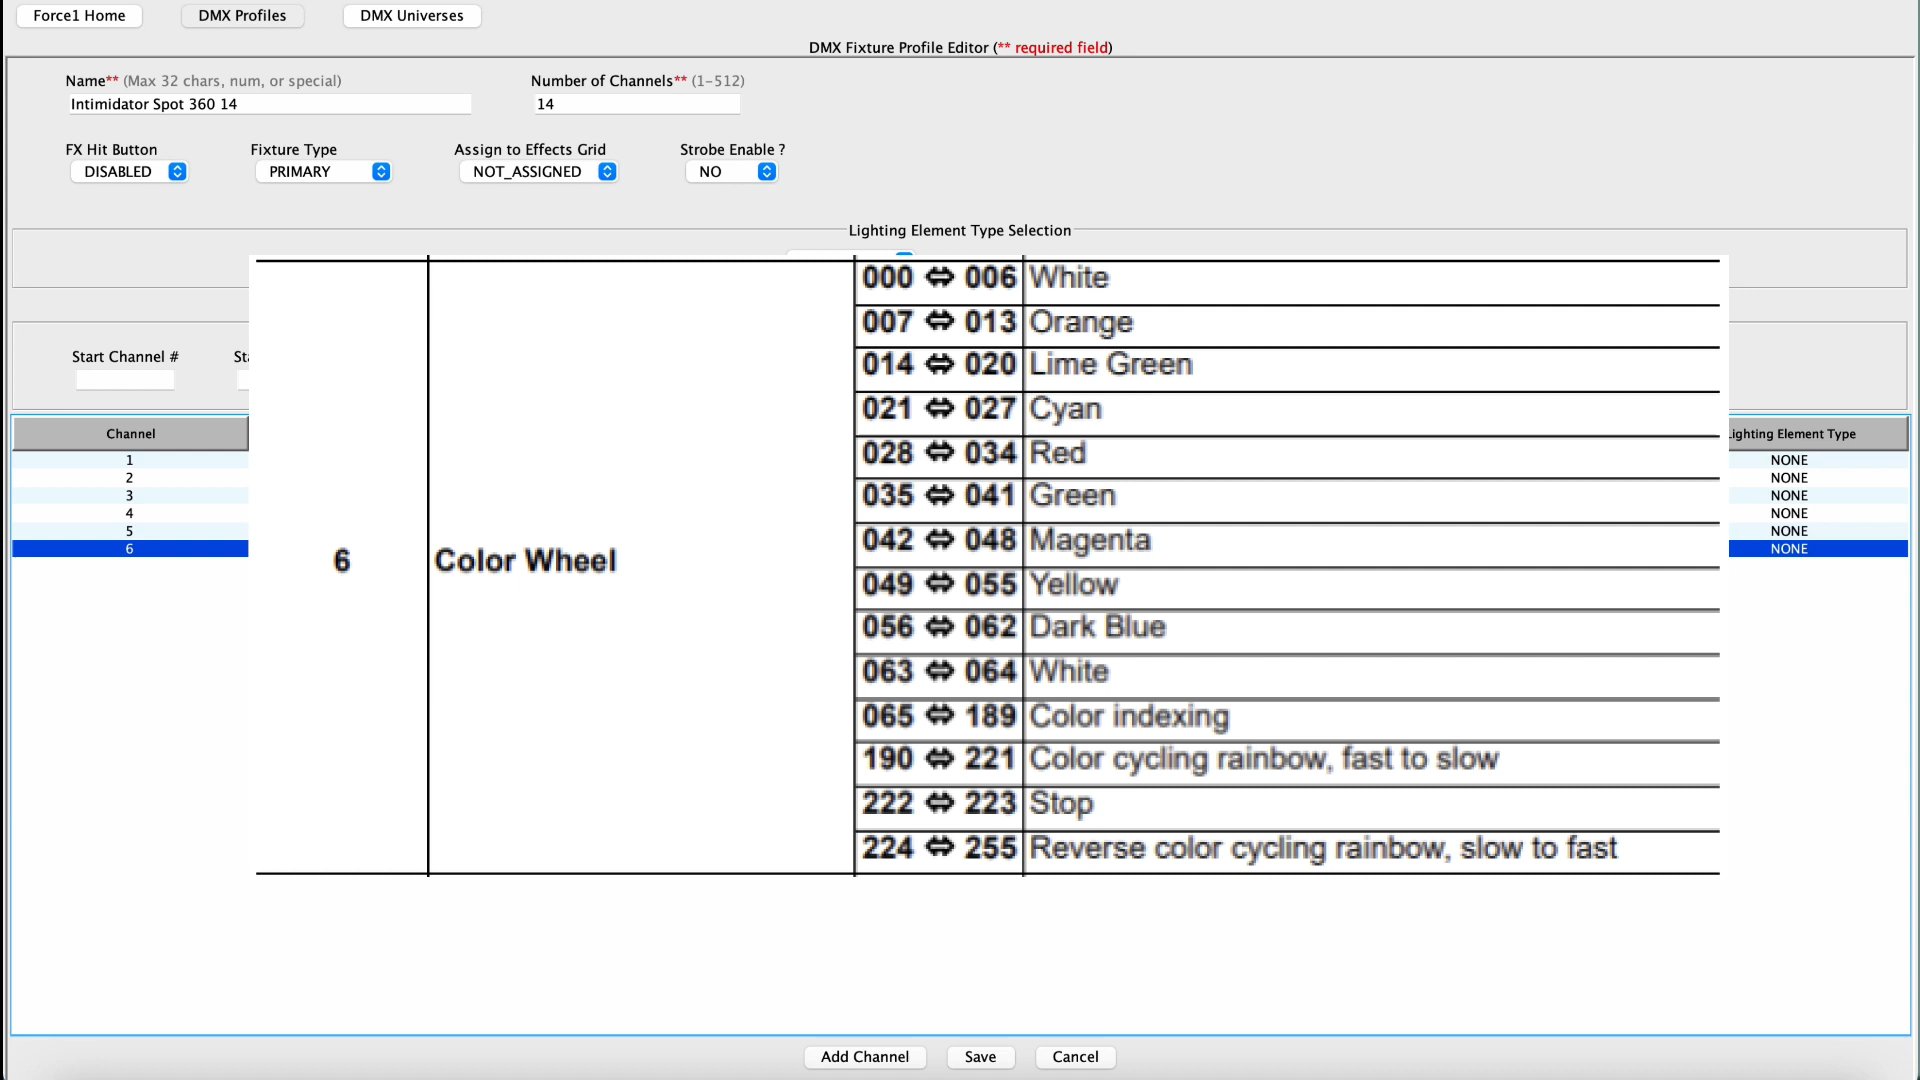 Force1 Home DMX Profiles DMX Universes
DMX Fixture Profile Editor (** required field)
Name** (Max 32 chars, num, or special) Number of Channels** (1-512)
Intimidator Spot 360 14 14
FX Hit Button Fixture Type Assign to Effects Grid Strobe Enable ?
DISABLED PRIMARY NOT_ASSIGNED NO
Lighting Element Type Selection
Start Channel #
Channel
1
2
3
4
5
6
6 Color Wheel
000 ⇔ 006 White
007 ⇔ 013 Orange
014 ⇔ 020 Lime Green
021 ⇔ 027 Cyan
028 ⇔ 034 Red
035 ⇔ 041 Green
042 ⇔ 048 Magenta
049 ⇔ 055 Yellow
056 ⇔ 062 Dark Blue
063 ⇔ 064 White
065 ⇔ 189 Color indexing
190 ⇔ 221 Color cycling rainbow, fast to slow
222 ⇔ 223 Stop
224 ⇔ 255 Reverse color cycling rainbow, slow to fast
Lighting Element Type
NONE
NONE
NONE
NONE
NONE
NONE
Add Channel Save Cancel